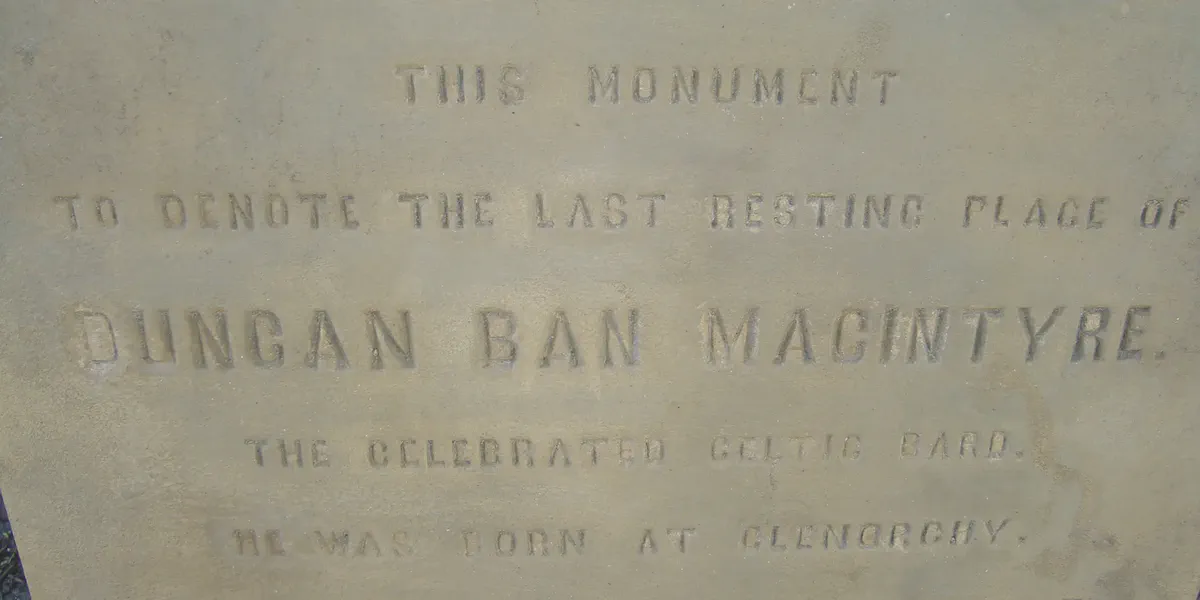 THIS MONUMENT
TO DENOTE THE LAST RESTING PLACE OF
DUNCAN BAN MACINTYRE.
THE CELEBRATED CELTIC BARD.
HE WAS BORN AT GLENORCHY.